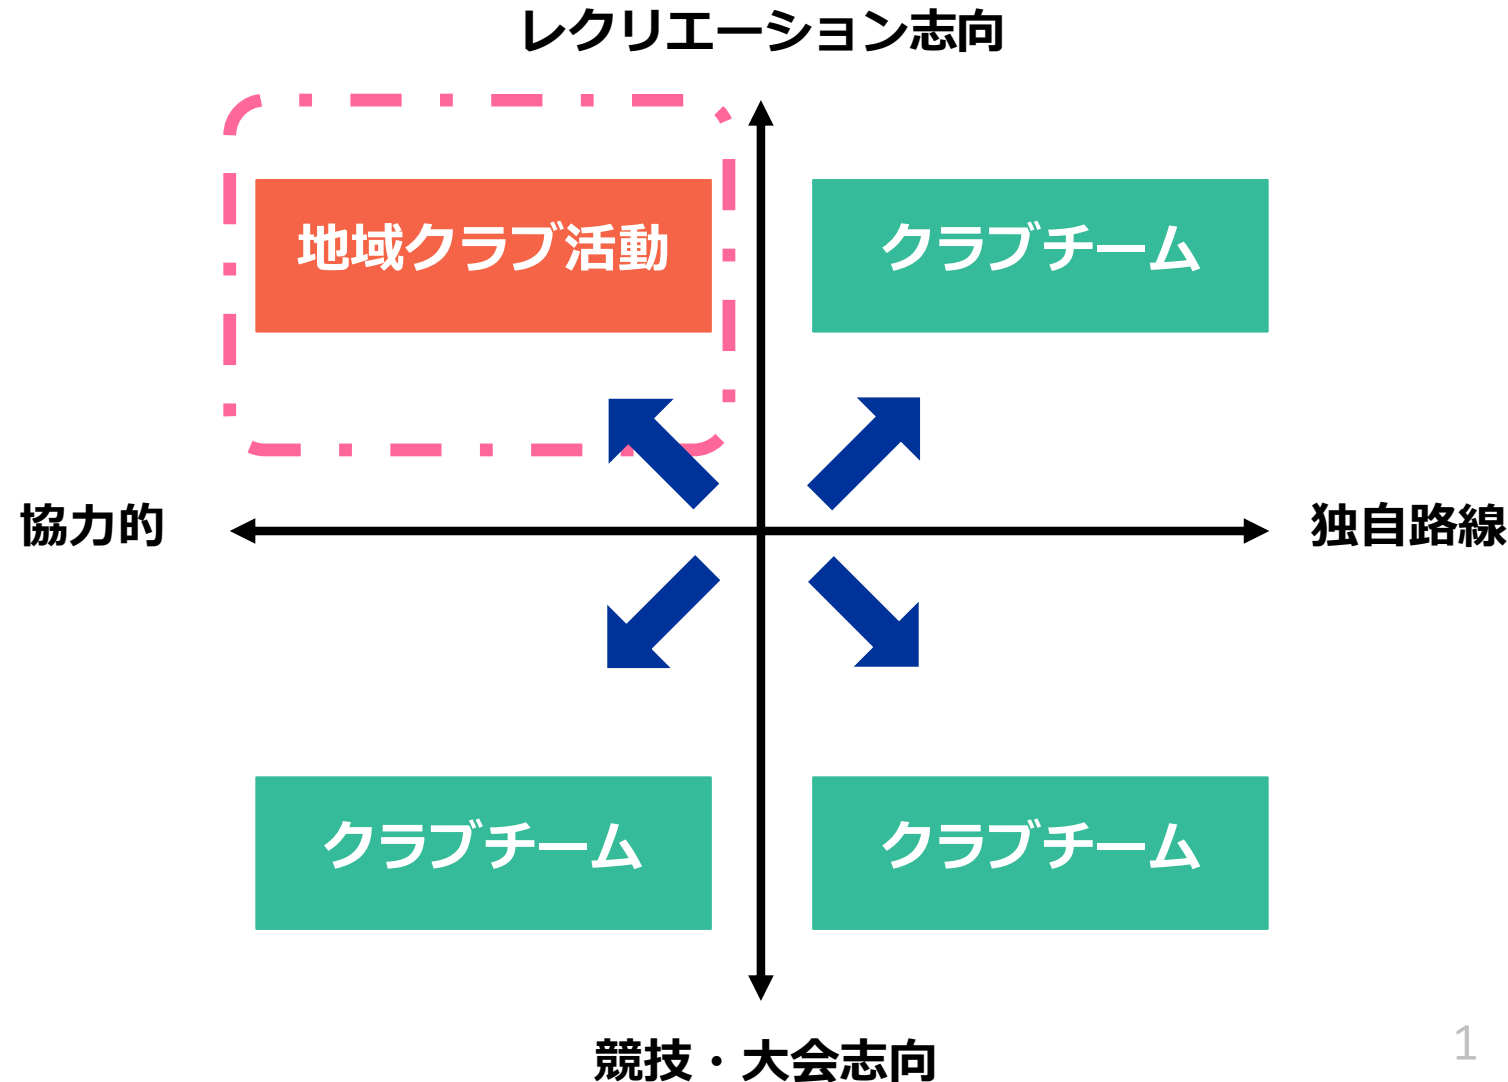 レクリエーション志向
地域クラブ活動
クラブチーム
協力的
独自路線
クラブチーム
クラブチーム
競技・大会志向
1